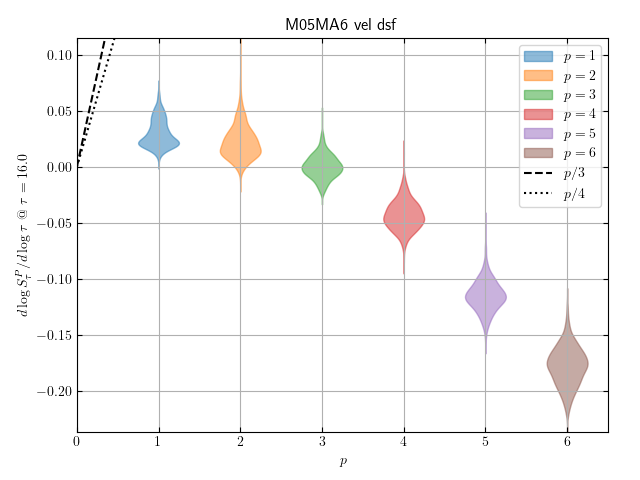 M05MA6 vel dsf
d log S_τ^P / d log τ @ τ = 16.0
0.10
0.05
0.00
−0.05
−0.10
−0.15
−0.20
0 1 2 3 4 5 6
p
p = 1
p = 2
p = 3
p = 4
p = 5
p = 6
p/3
p/4